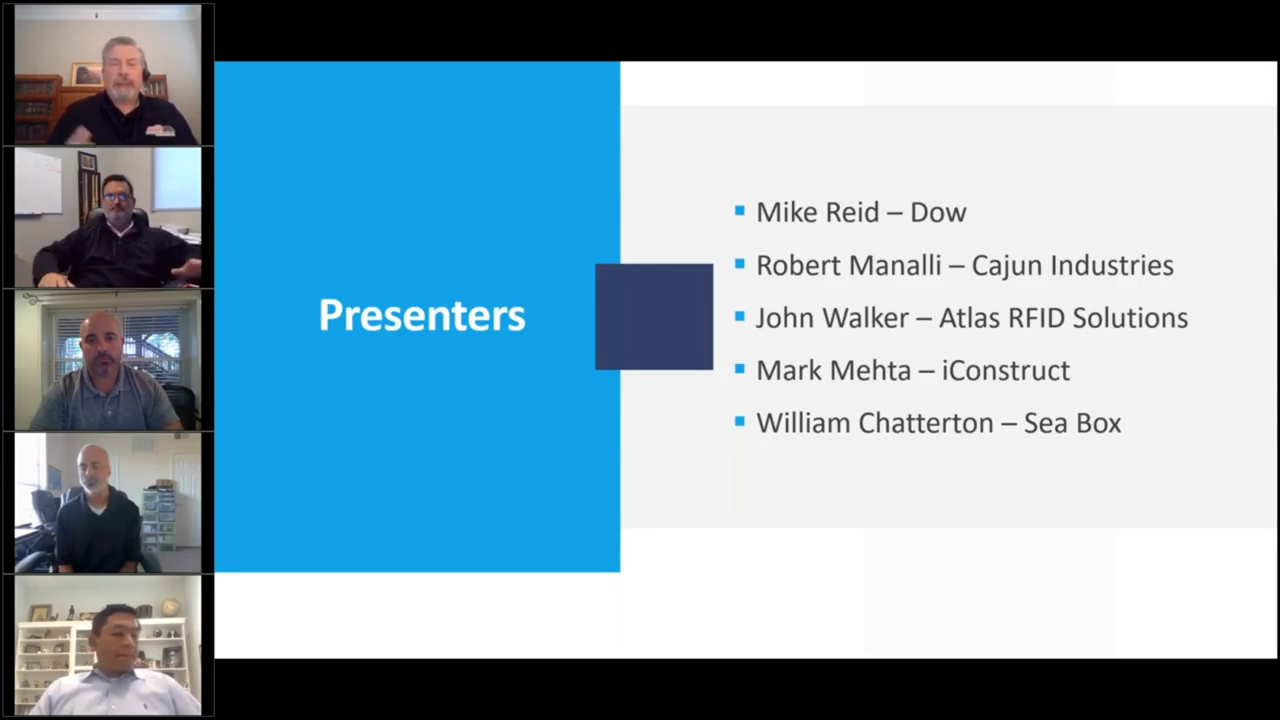 Presenters
Mike Reid – Dow
Robert Manalli – Cajun Industries
John Walker – Atlas RFID Solutions
Mark Mehta – iConstruct
William Chatterton – Sea Box